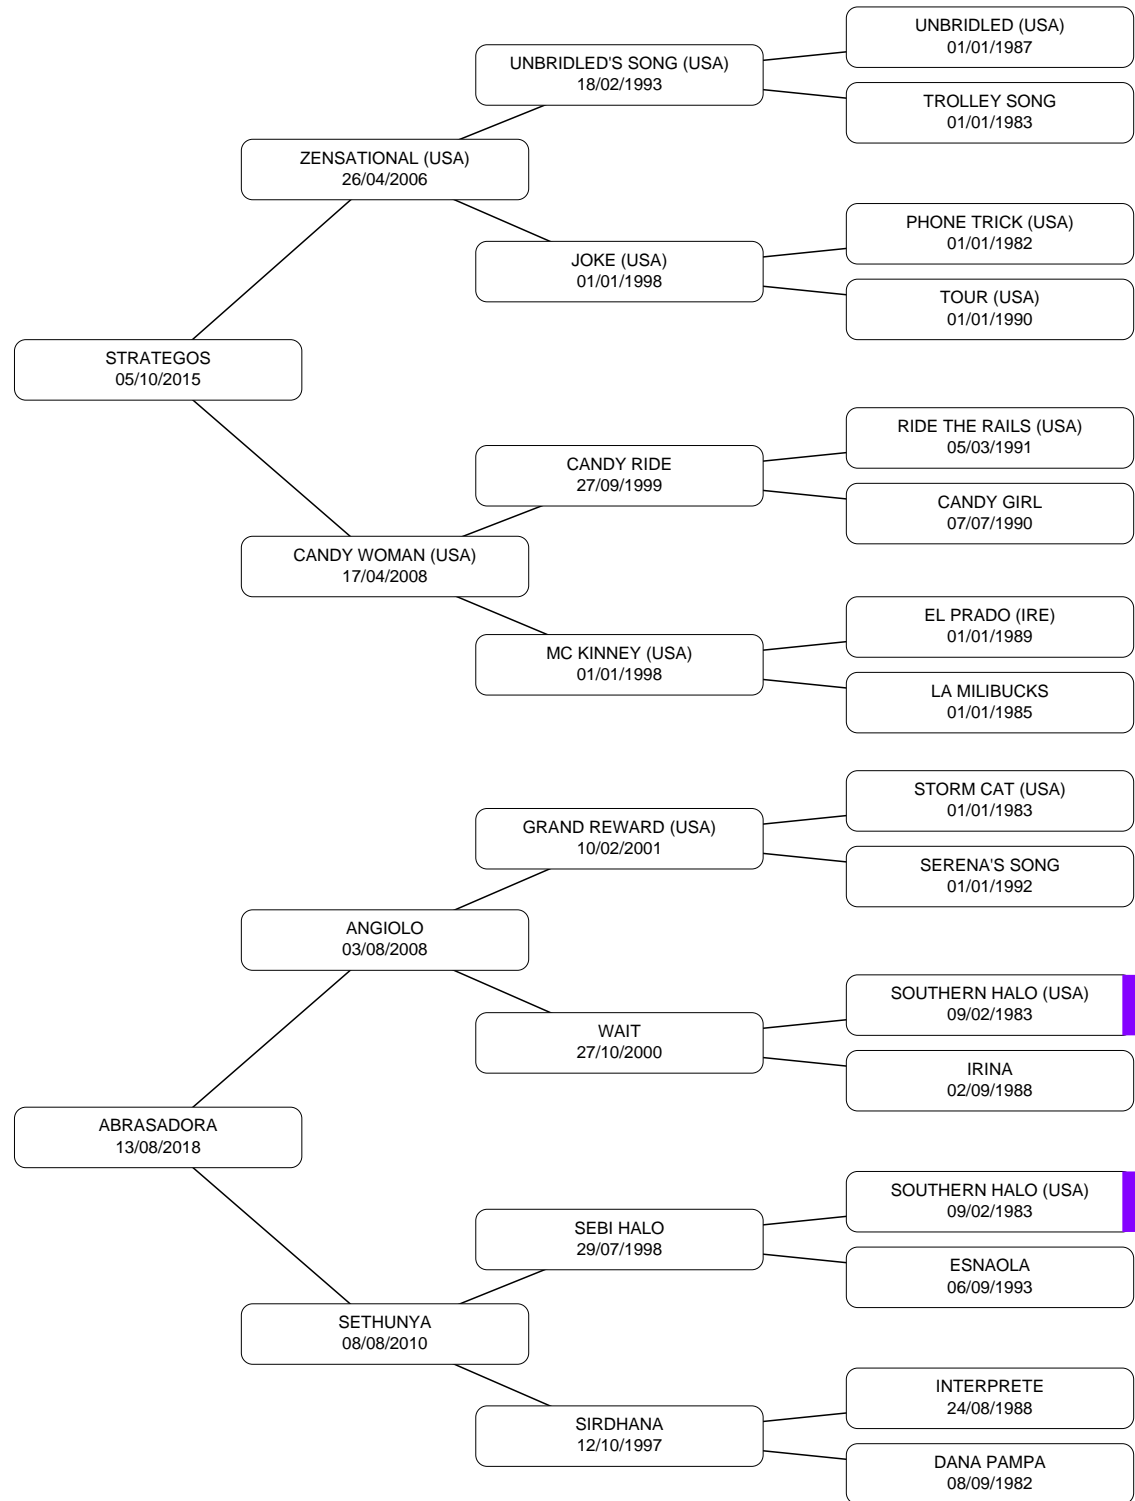 UNBRIDLED (USA)
01/01/1987
UNBRIDLED'S SONG (USA)
18/02/1993
TROLLEY SONG
01/01/1983
ZENSATIONAL (USA)
26/04/2006
PHONE TRICK (USA)
01/01/1982
JOKE (USA)
01/01/1998
TOUR (USA)
01/01/1990
STRATEGOS
05/10/2015
RIDE THE RAILS (USA)
05/03/1991
CANDY RIDE
27/09/1999
CANDY GIRL
07/07/1990
CANDY WOMAN (USA)
17/04/2008
EL PRADO (IRE)
01/01/1989
MC KINNEY (USA)
01/01/1998
LA MILIBUCKS
01/01/1985
STORM CAT (USA)
01/01/1983
GRAND REWARD (USA)
10/02/2001
SERENA'S SONG
01/01/1992
ANGIOLO
03/08/2008
SOUTHERN HALO (USA)
09/02/1983
WAIT
27/10/2000
IRINA
02/09/1988
ABRASADORA
13/08/2018
SOUTHERN HALO (USA)
09/02/1983
SEBI HALO
29/07/1998
ESNAOLA
06/09/1993
SETHUNYA
08/08/2010
INTERPRETE
24/08/1988
SIRDHANA
12/10/1997
DANA PAMPA
08/09/1982